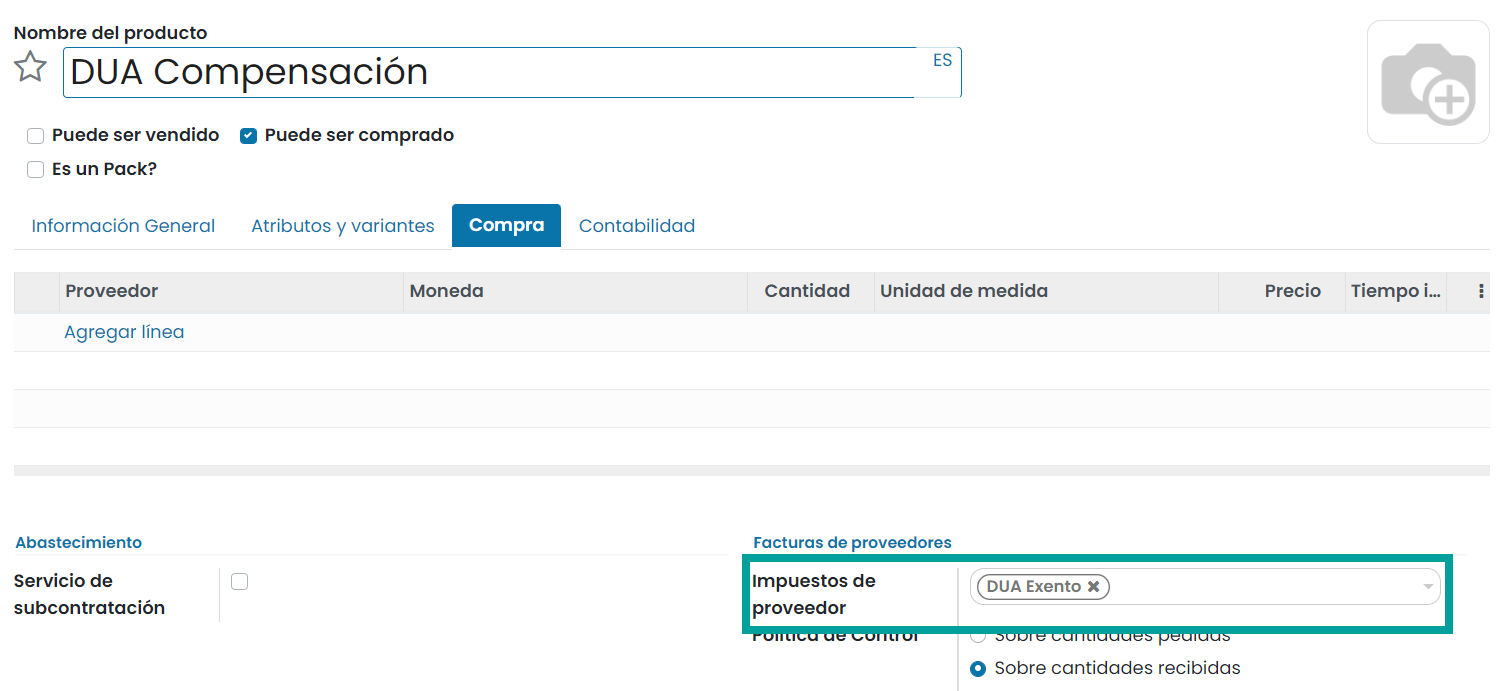 Nombre del producto
DUA Compensación
ES
Puede ser vendido Puede ser comprado
Es un Pack?
Información General Atributos y variantes Compra Contabilidad
Proveedor Moneda Cantidad Unidad de medida Precio Tiempo i...
Agregar línea
Abastecimiento Facturas de proveedores
Servicio de subcontratación
Impuestos de proveedor
DUA Exento
Política de Control Sobre cantidades pedidas
Sobre cantidades recibidas